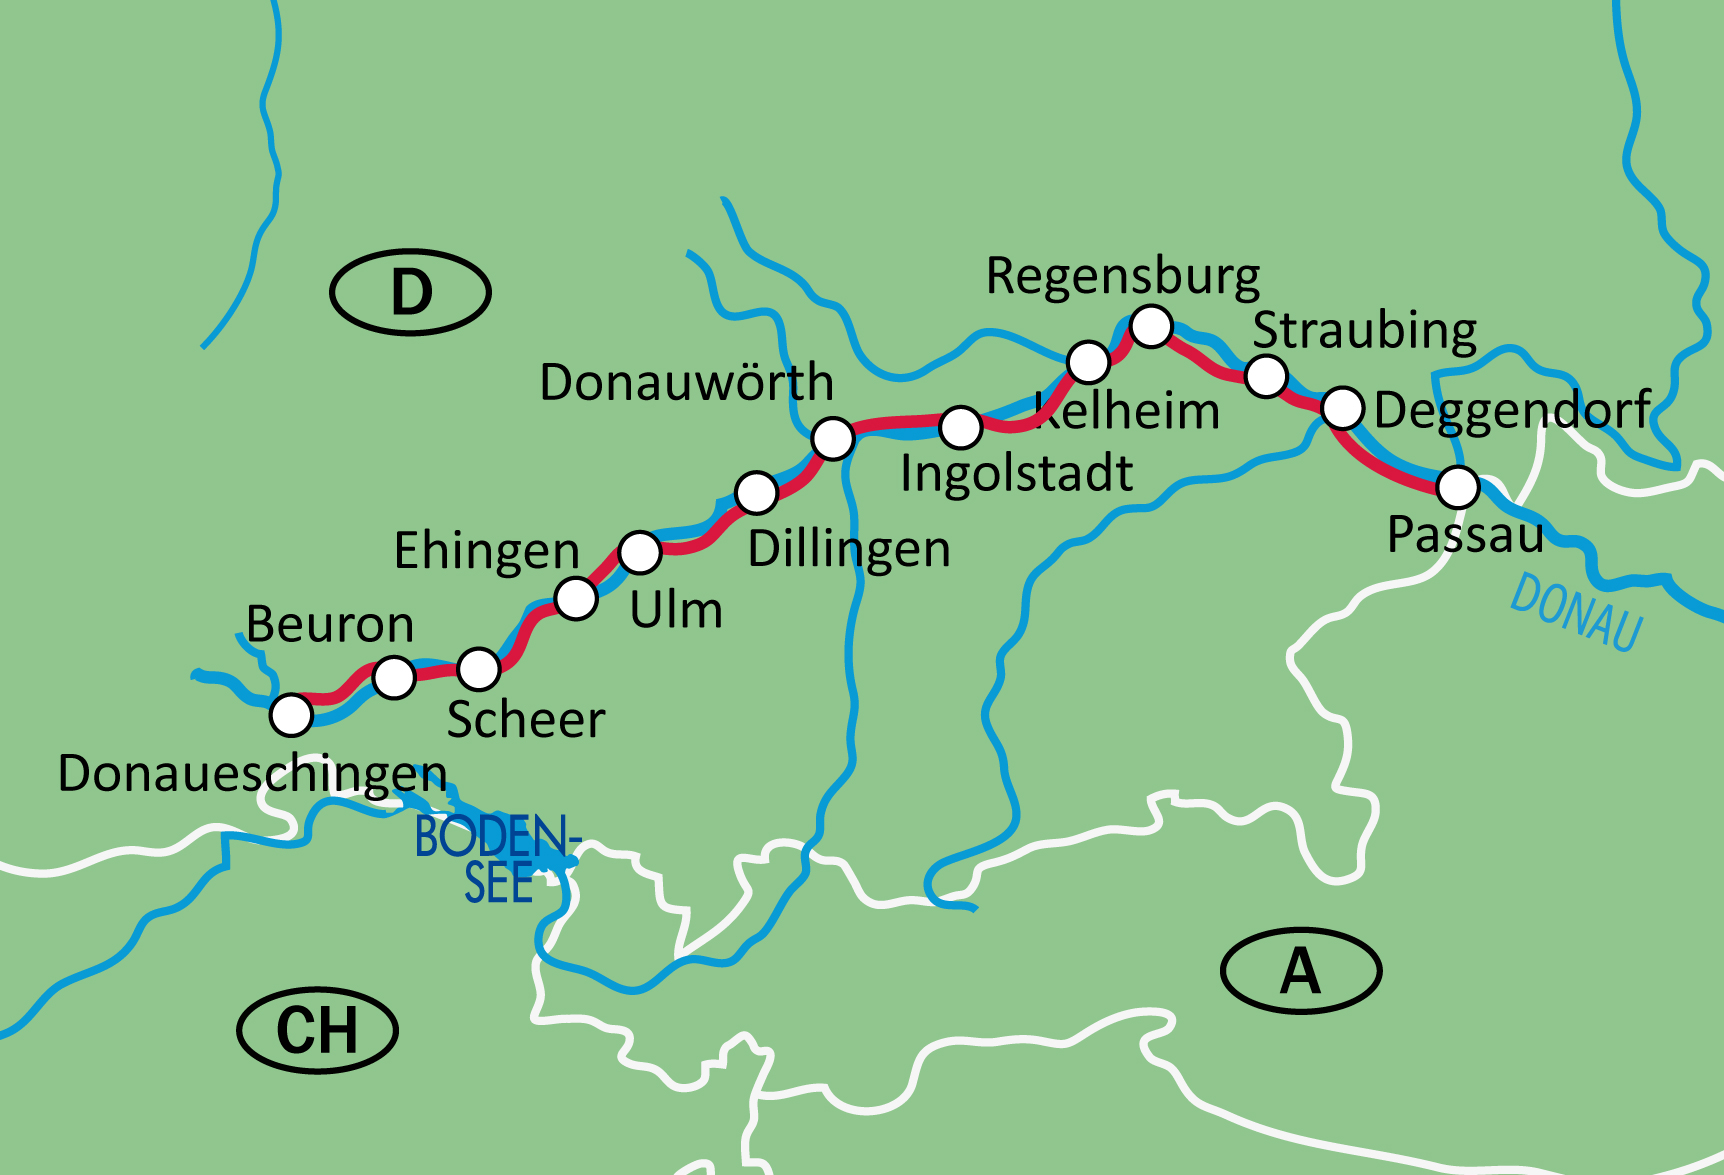 Regensburg
D
Straubing
Donauwörth
Kelheim
Deggendorf
Ingolstadt
Passau
Ehingen
Dillingen
DONAU
Ulm
Beuron
Scheer
Donaueschingen
BODEN-
SEE
A
CH